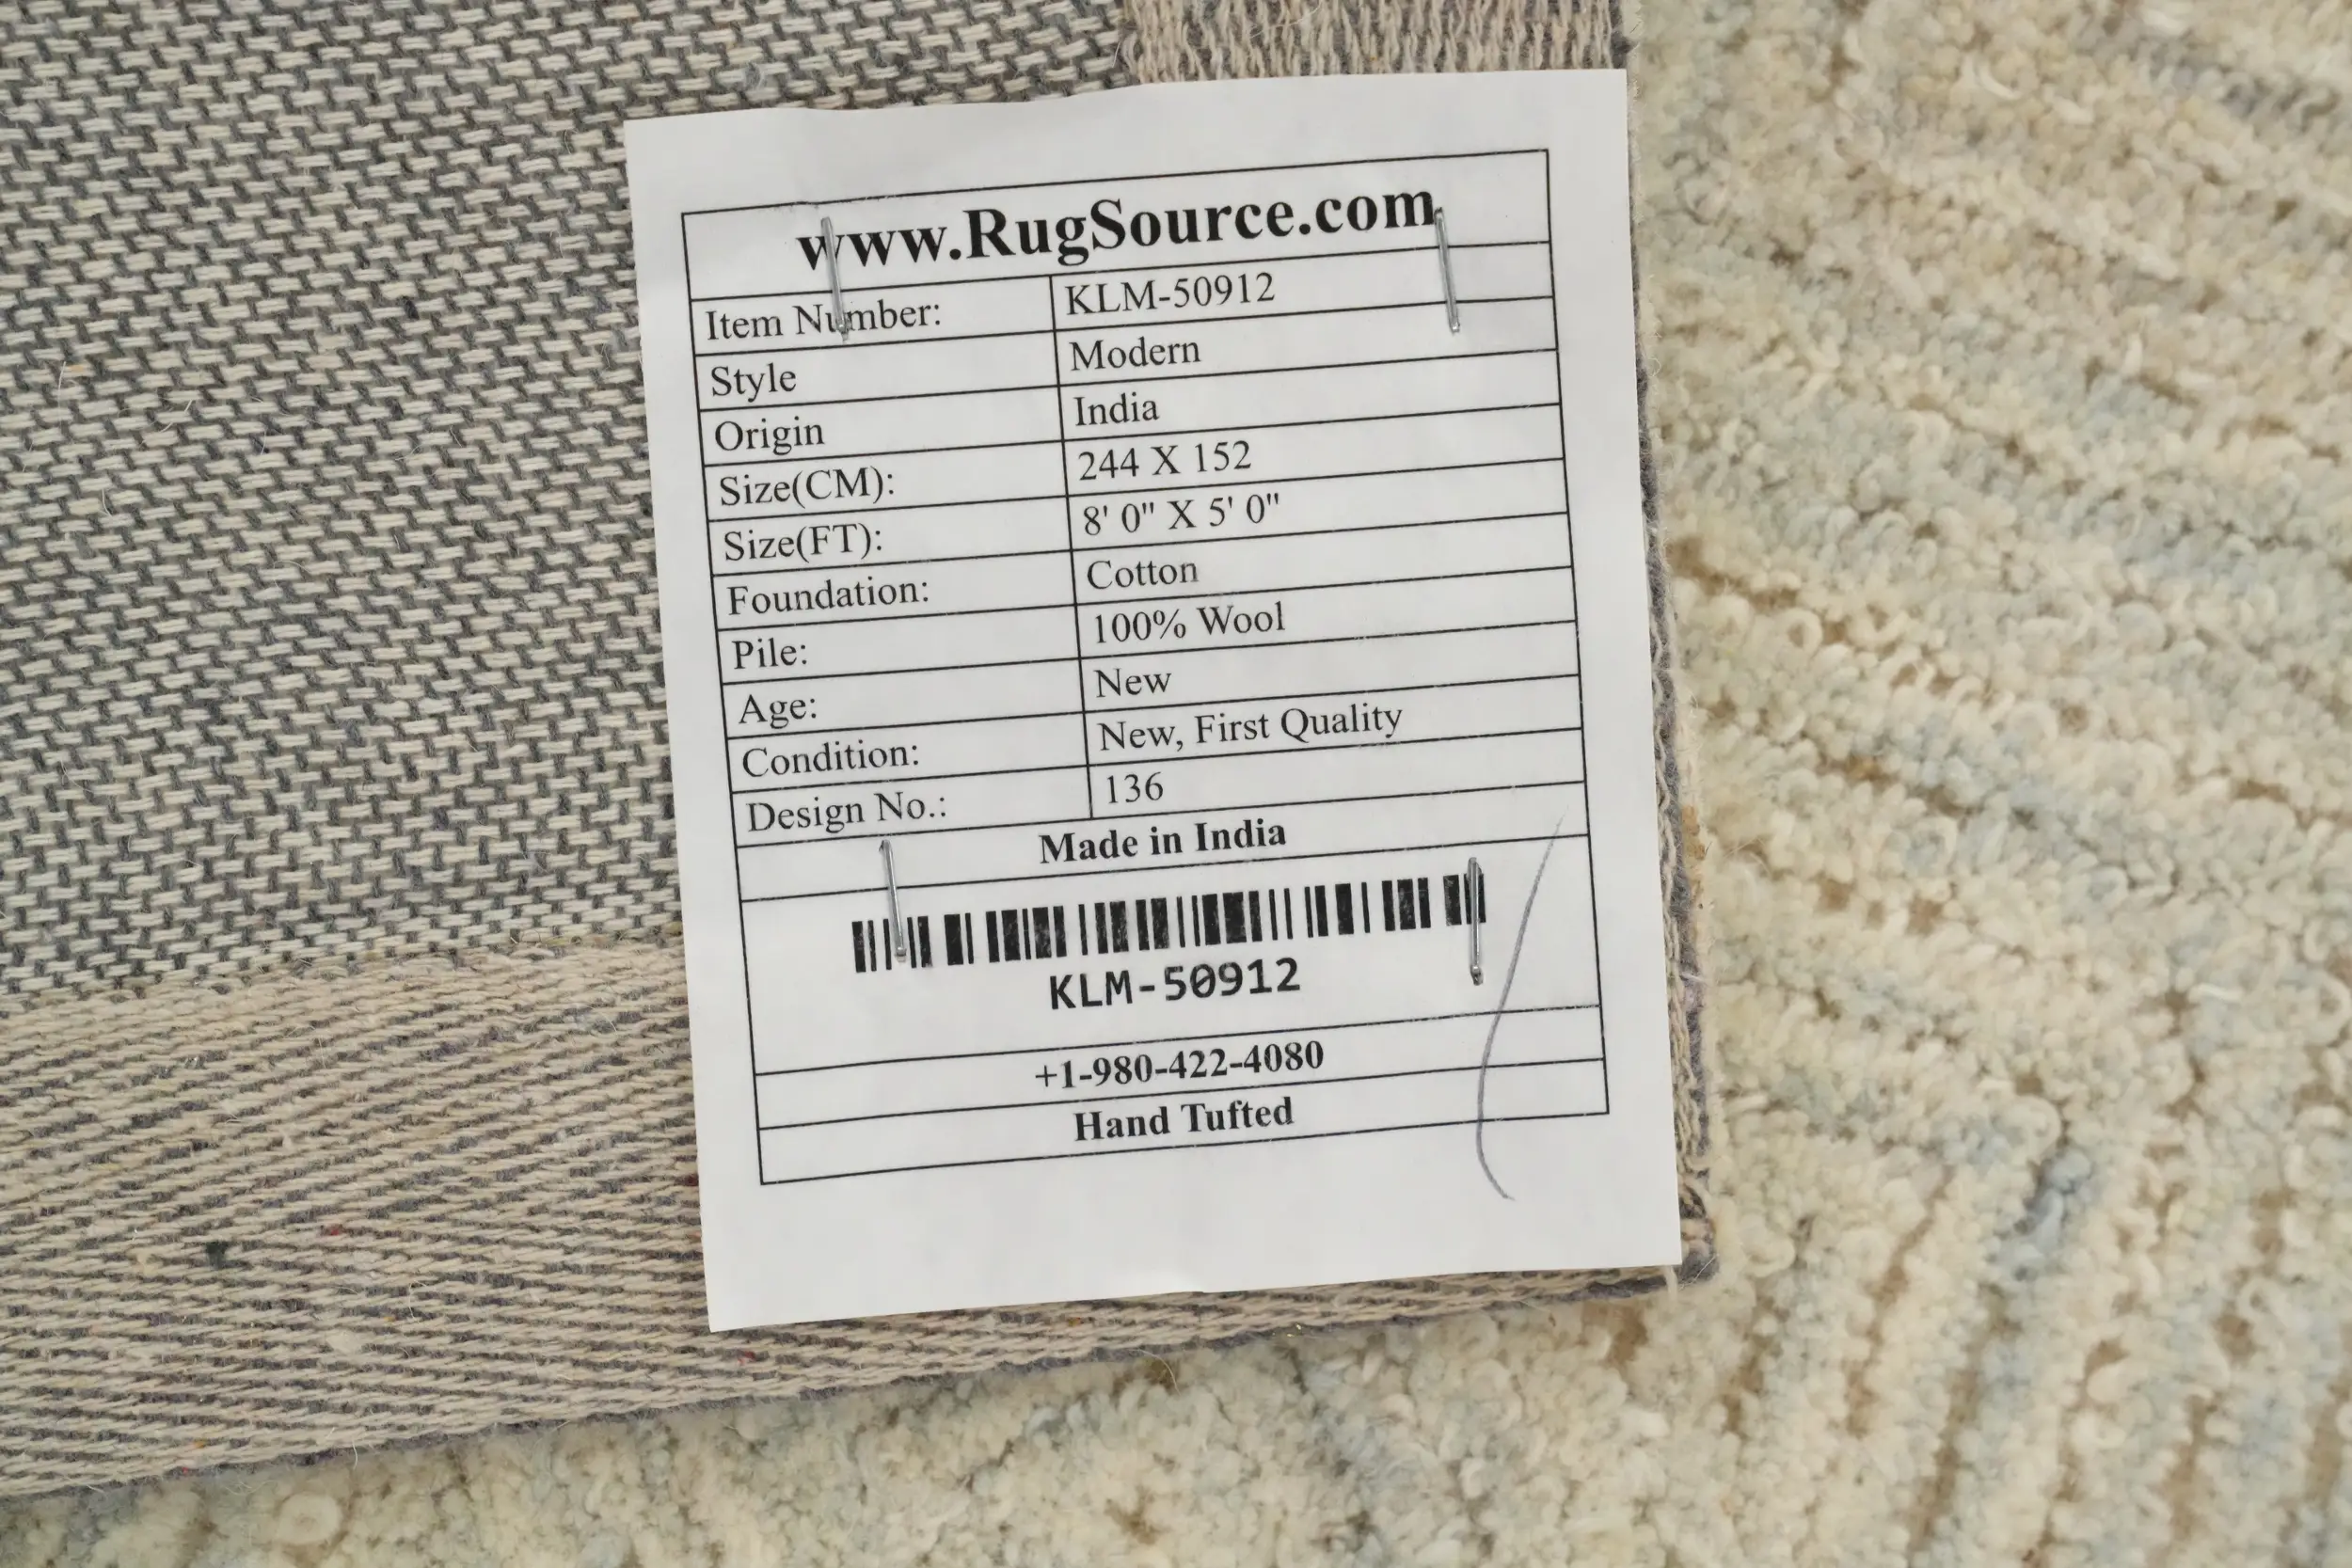 www.RugSource.com
Item Number: KLM-50912
Style Modern
Origin India
Size(CM): 244 X 152
Size(FT): 8' 0" X 5' 0"
Foundation: Cotton
Pile: 100% Wool
Age: New
Condition: New, First Quality
Design No.: 136
Made in India
KLM-50912
+1-980-422-4080
Hand Tufted